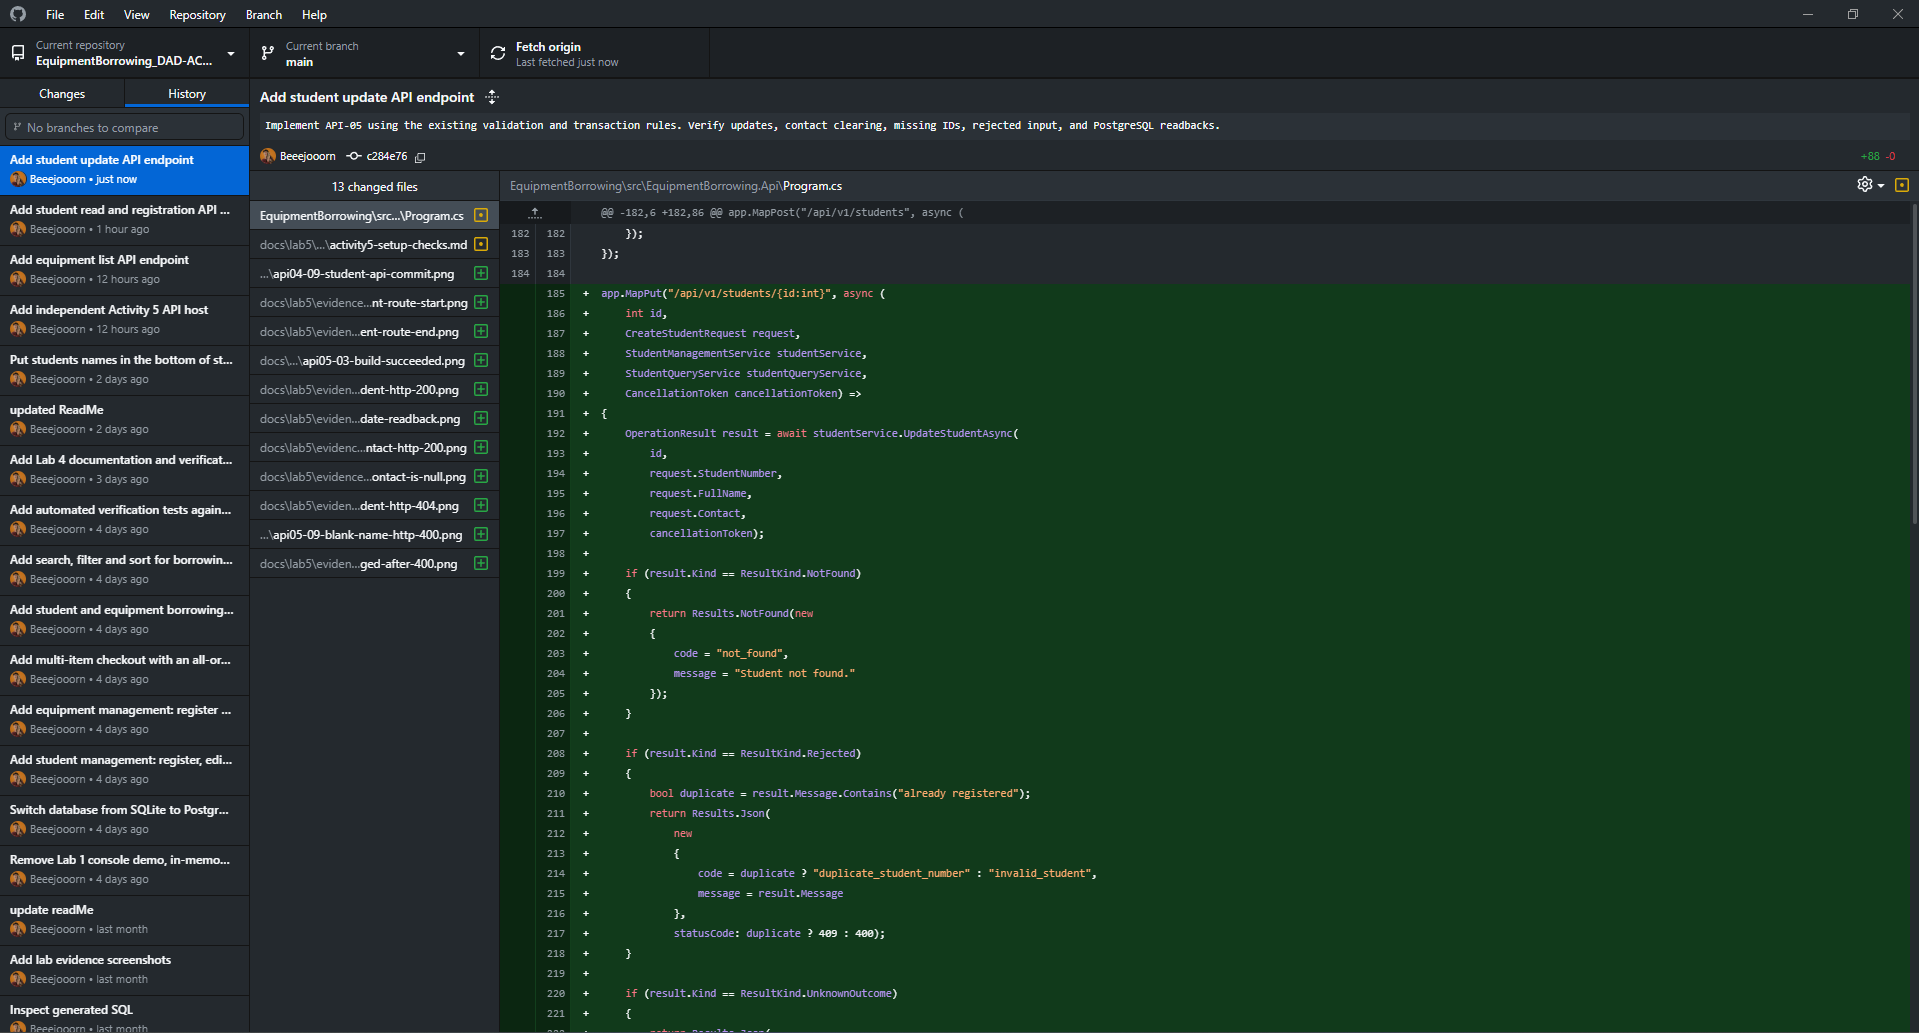 File Edit View Repository Branch Help
Current repository
EquipmentBorrowing_DAD-AC...
Current branch
main
Fetch origin
Last fetched just now
Changes
History
No branches to compare
Add student update API endpoint
Beeejooorn • just now
Add student read and registration API ...
Beeejooorn • 1 hour ago
Add equipment list API endpoint
Beeejooorn • 12 hours ago
Add independent Activity 5 API host
Beeejooorn • 12 hours ago
Put students names in the bottom of st...
Beeejooorn • 2 days ago
updated ReadMe
Beeejooorn • 2 days ago
Add Lab 4 documentation and verificat...
Beeejooorn • 3 days ago
Add automated verification tests again...
Beeejooorn • 4 days ago
Add search, filter and sort for borrowin...
Beeejooorn • 4 days ago
Add student and equipment borrowing...
Beeejooorn • 4 days ago
Add multi-item checkout with an all-or...
Beeejooorn • 4 days ago
Add equipment management: register ...
Beeejooorn • 4 days ago
Add student management: register, edi...
Beeejooorn • 4 days ago
Switch database from SQLite to Postgr...
Beeejooorn • 4 days ago
Remove Lab 1 console demo, in-memo...
Beeejooorn • 4 days ago
update readMe
Beeejooorn • last month
Add lab evidence screenshots
Beeejooorn • last month
Inspect generated SQL
Beeejooorn • last month
Add student update API endpoint
Implement API-05 using the existing validation and transaction rules. Verify updates, contact clearing, missing IDs, rejected input, and PostgreSQL readbacks.
Beeejooorn c284e76
+88 -0
13 changed files
EquipmentBorrowing\src...\Program.cs
docs\lab5\...\activity5-setup-checks.md
...\api04-09-student-api-commit.png
docs\lab5\evidence...nt-route-start.png
docs\lab5\eviden...ent-route-end.png
docs\...\api05-03-build-succeeded.png
docs\lab5\eviden...dent-http-200.png
docs\lab5\eviden...date-readback.png
docs\lab5\evidenc...ntact-http-200.png
docs\lab5\evidence...ontact-is-null.png
docs\lab5\eviden...dent-http-404.png
...\api05-09-blank-name-http-400.png
docs\lab5\eviden...ged-after-400.png
EquipmentBorrowing\src\EquipmentBorrowing.Api\Program.cs
@@ -182,6 +182,86 @@ app.MapPost("/api/v1/students", async (
182 182 });
183 183 });
184 184
185 + app.MapPut("/api/v1/students/{id:int}", async (
186 + int id,
187 + CreateStudentRequest request,
188 + StudentManagementService studentService,
189 + StudentQueryService studentQueryService,
190 + CancellationToken cancellationToken) =>
191 + {
192 + OperationResult result = await studentService.UpdateStudentAsync(
193 + id,
194 + request.StudentNumber,
195 + request.FullName,
196 + request.Contact,
197 + cancellationToken);
198 +
199 + if (result.Kind == ResultKind.NotFound)
200 + {
201 + return Results.NotFound(new
202 + {
203 + code = "not_found",
204 + message = "Student not found."
205 + });
206 + }
207 +
208 + if (result.Kind == ResultKind.Rejected)
209 + {
210 + bool duplicate = result.Message.Contains("already registered");
211 + return Results.Json(
212 + new
213 + {
214 + code = duplicate ? "duplicate_student_number" : "invalid_student",
215 + message = result.Message
216 + },
217 + statusCode: duplicate ? 409 : 400);
218 + }
219 +
220 + if (result.Kind == ResultKind.UnknownOutcome)
221 + {